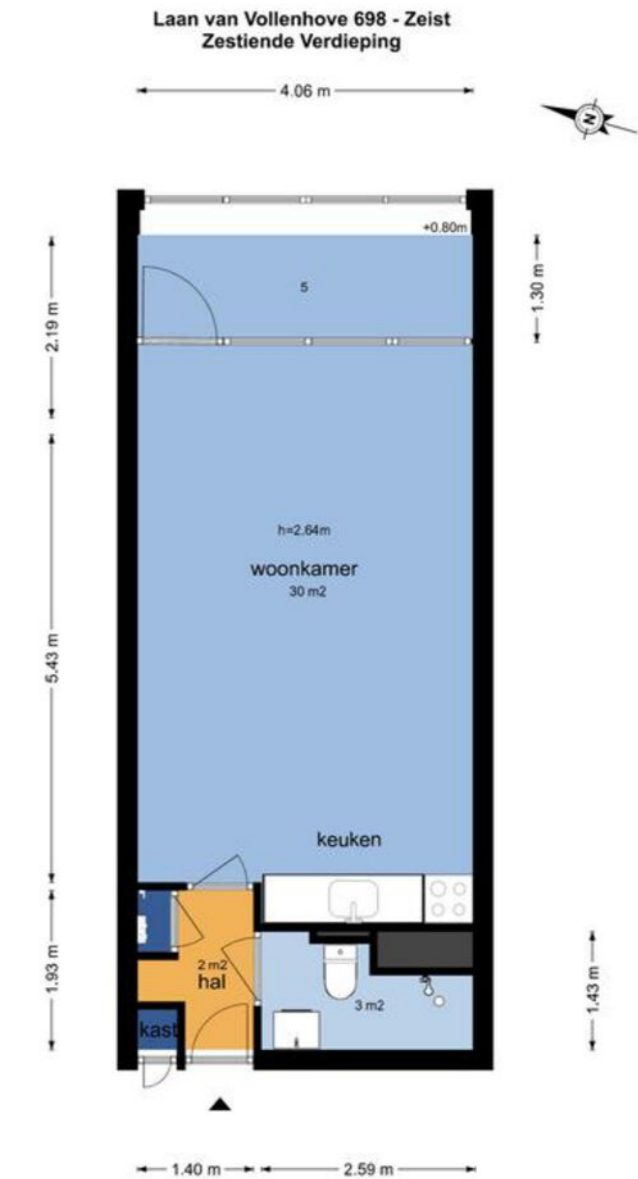 Laan van Vollenhove 698 - Zeist
Zestiende Verdieping
4.06 m
N
+0.80m
5
1.30 m
2.19 m
h=2.64m
woonkamer
30 m2
5.43 m
keuken
1.93 m
2 m2
hal
3 m2
1.43 m
kast
1.40 m
2.59 m